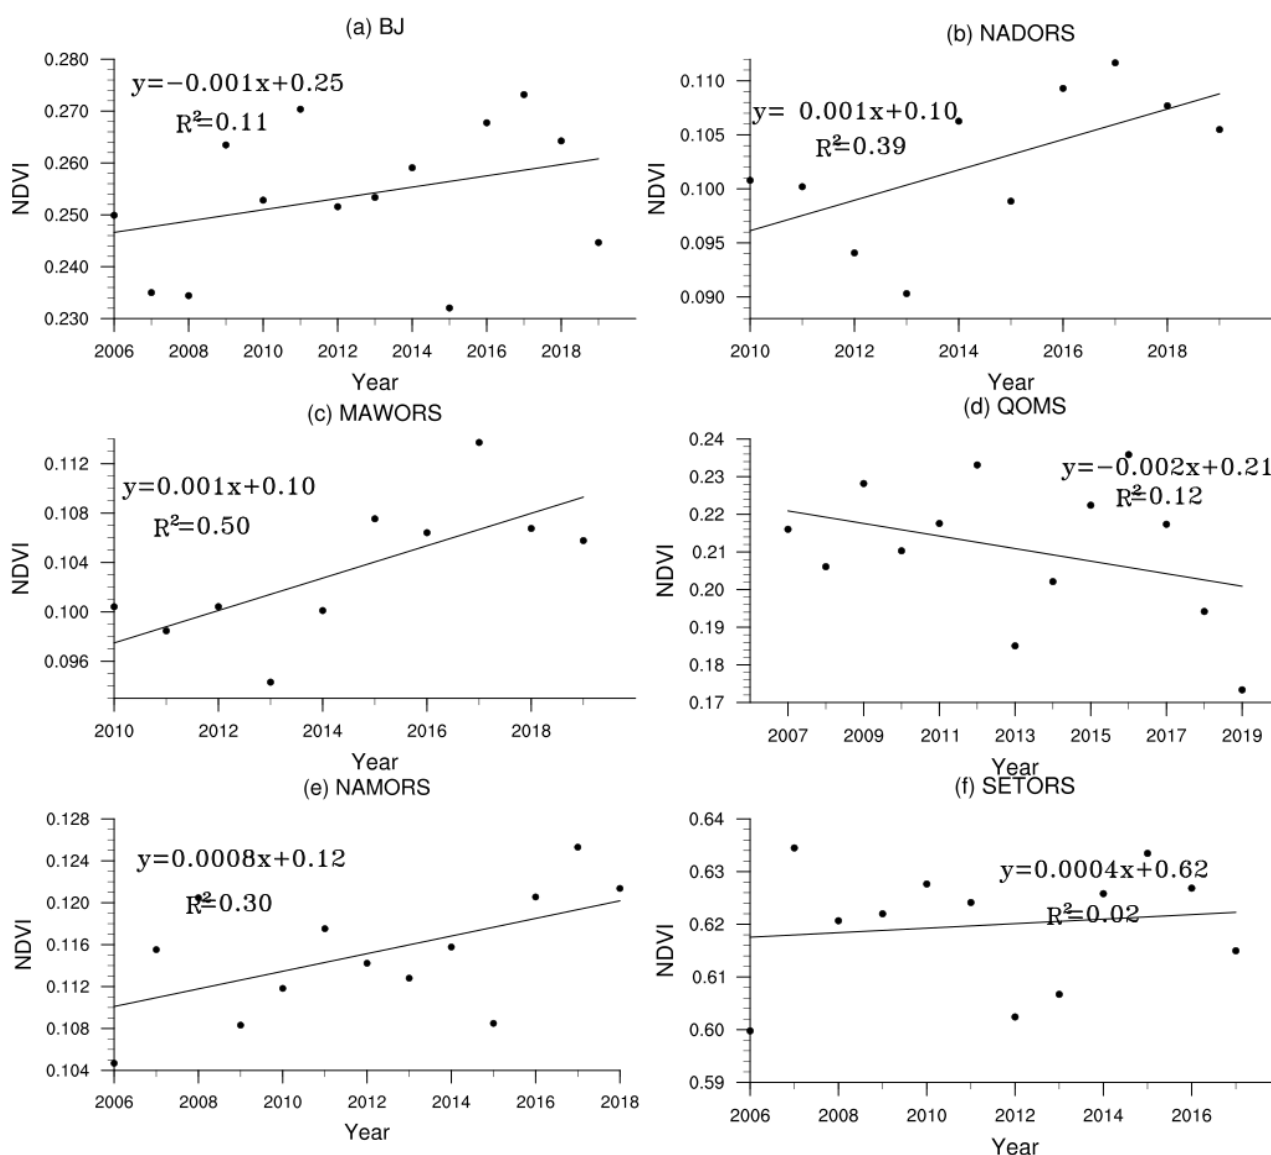 (a) BJ
0.280
0.270
0.260
0.250
0.240
0.230
NDVI
y=−0.001x+0.25
R²=0.11
2006 2008 2010 2012 2014 2016 2018
Year
(b) NADORS
0.110
0.105
0.100
0.095
0.090
NDVI
y= 0.001x+0.10
R²=0.39
2010 2012 2014 2016 2018
Year
(c) MAWORS
0.112
0.108
0.104
0.100
0.096
NDVI
y=0.001x+0.10
R²=0.50
2010 2012 2014 2016 2018
Year
(d) QOMS
0.24
0.23
0.22
0.21
0.20
0.19
0.18
0.17
NDVI
y=−0.002x+0.21
R²=0.12
2007 2009 2011 2013 2015 2017 2019
Year
(e) NAMORS
0.128
0.124
0.120
0.116
0.112
0.108
0.104
NDVI
y=0.0008x+0.12
R²=0.30
2006 2008 2010 2012 2014 2016 2018
Year
(f) SETORS
0.64
0.63
0.62
0.61
0.60
0.59
NDVI
y=0.0004x+0.62
R²=0.02
2006 2008 2010 2012 2014 2016
Year